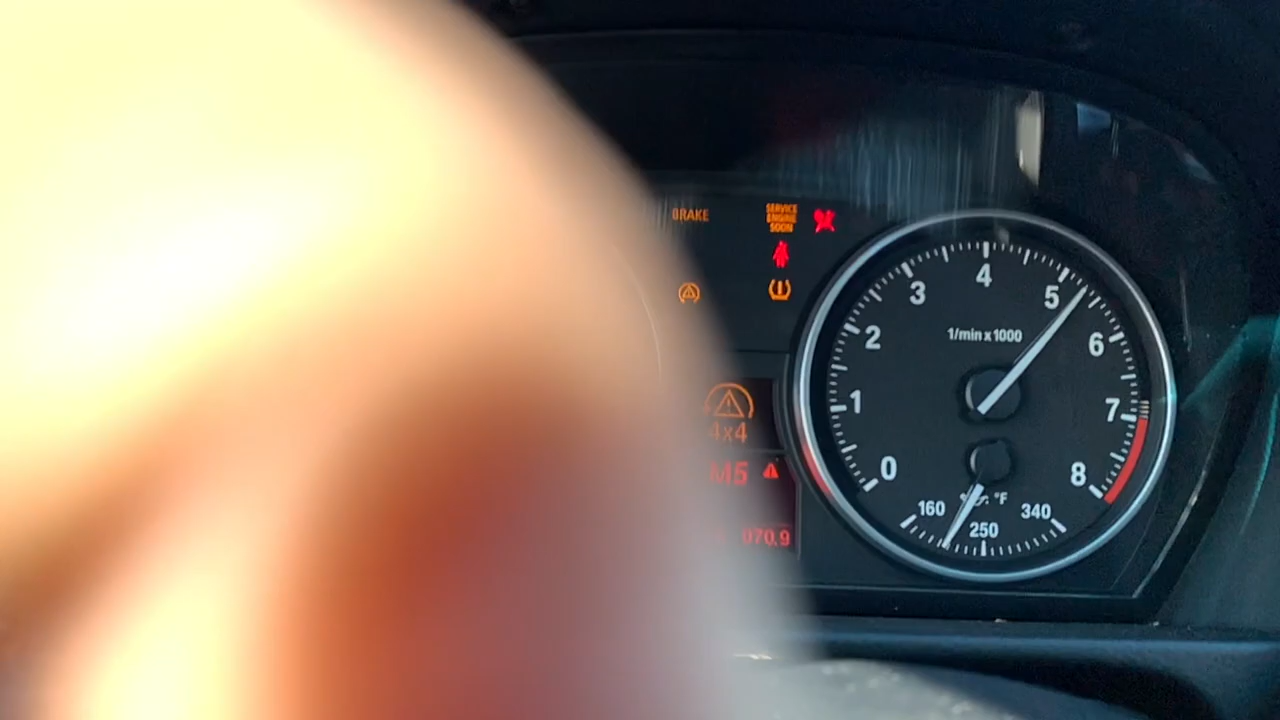 BRAKE
SERVICE
ENGINE
SOON
4
3
5
1/min x 1000
2
6
1
7
4x4
0
8
M5
160
°F
340
250
070.9